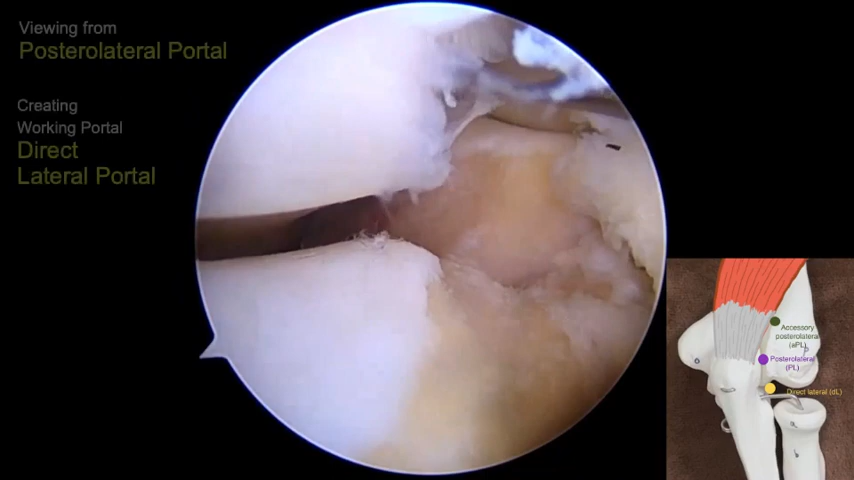 Viewing from
Posterolateral Portal
Creating
Working Portal
Direct
Lateral Portal
Accessory
posterolateral
(aPL)
Posterolateral
(PL)
Direct lateral (dL)